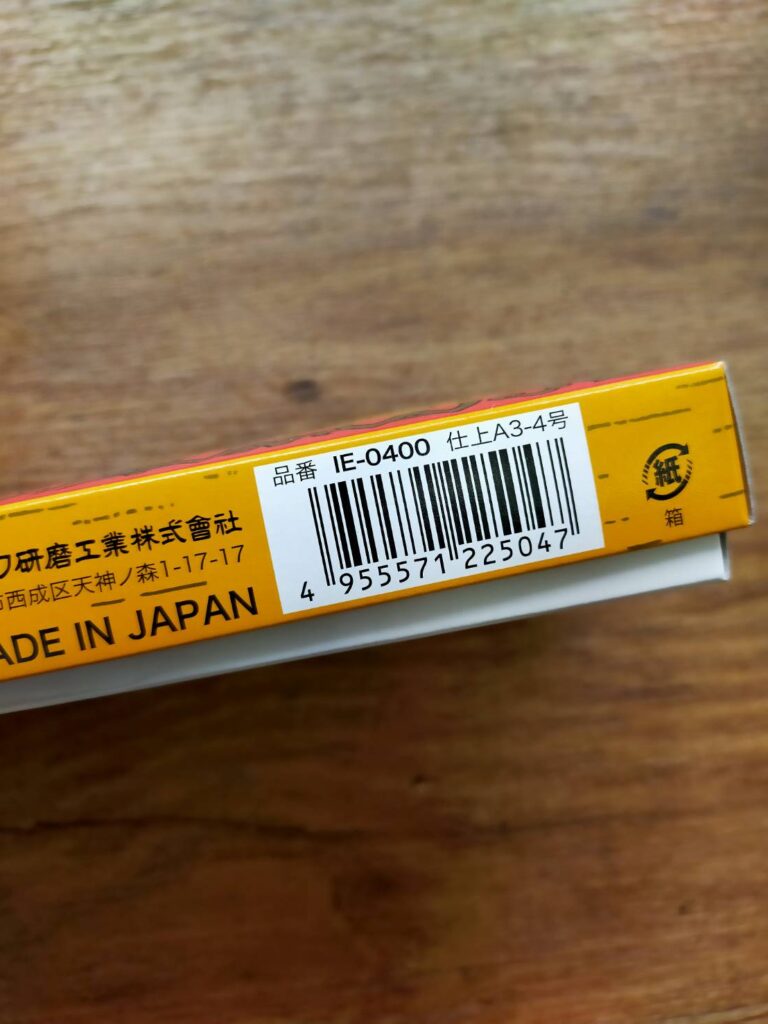 品番 IE-0400 仕上A3-4号
4 955571 225047
研磨工業株式會社
西成区天神ノ森1-17-17
MADE IN JAPAN
紙
箱